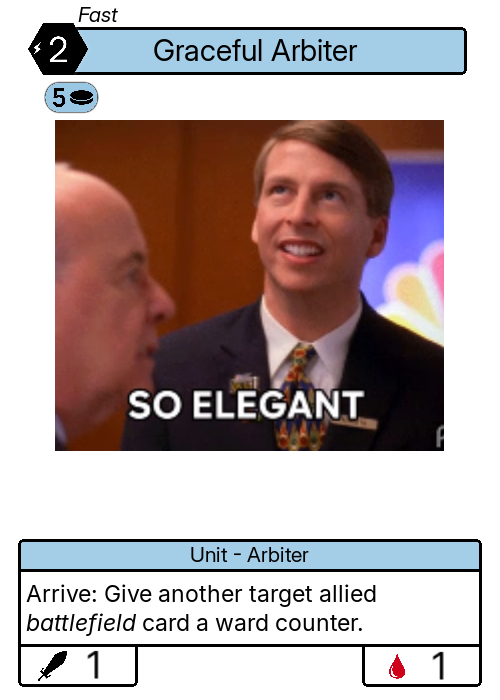 Fast
2
Graceful Arbiter
5
SO ELEGANT
Unit - Arbiter
Arrive: Give another target allied
battlefield card a ward counter.
1
1